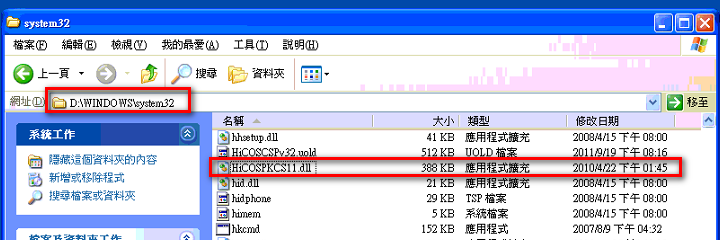 system32
檔案(F) 編輯(E) 檢視(V) 我的最愛(A) 工具(T) 說明(H)
上一頁 搜尋 資料夾
網址(D) D:\WINDOWS\system32 移至
名稱 大小 類型 修改日期
系統工作
隱藏這個資料夾的內容
新增或移除程式
搜尋檔案或資料夾
檔案及資料夾工作
hhsetup.dll 41 KB 應用程式擴充 2008/4/15 下午 08:00
HiCOSCSPv32.uold 512 KB UOLD 檔案 2011/9/19 下午 08:16
HiCOSPKCS11.dll 388 KB 應用程式擴充 2010/4/22 下午 01:45
hid.dll 21 KB 應用程式擴充 2008/4/15 下午 08:00
hidphone 29 KB TSP 檔案 2008/4/15 下午 08:00
himem 5 KB 系統檔案 2008/4/15 下午 08:00
hkcmd 152 KB 應用程式 2007/8/9 下午 04:32